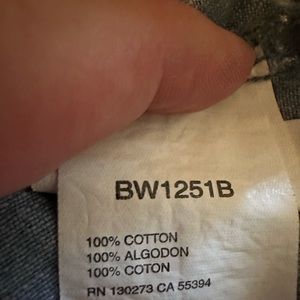 BW1251B
100% COTTON
100% ALGODON
100% COTON
RN 130273 CA 55394